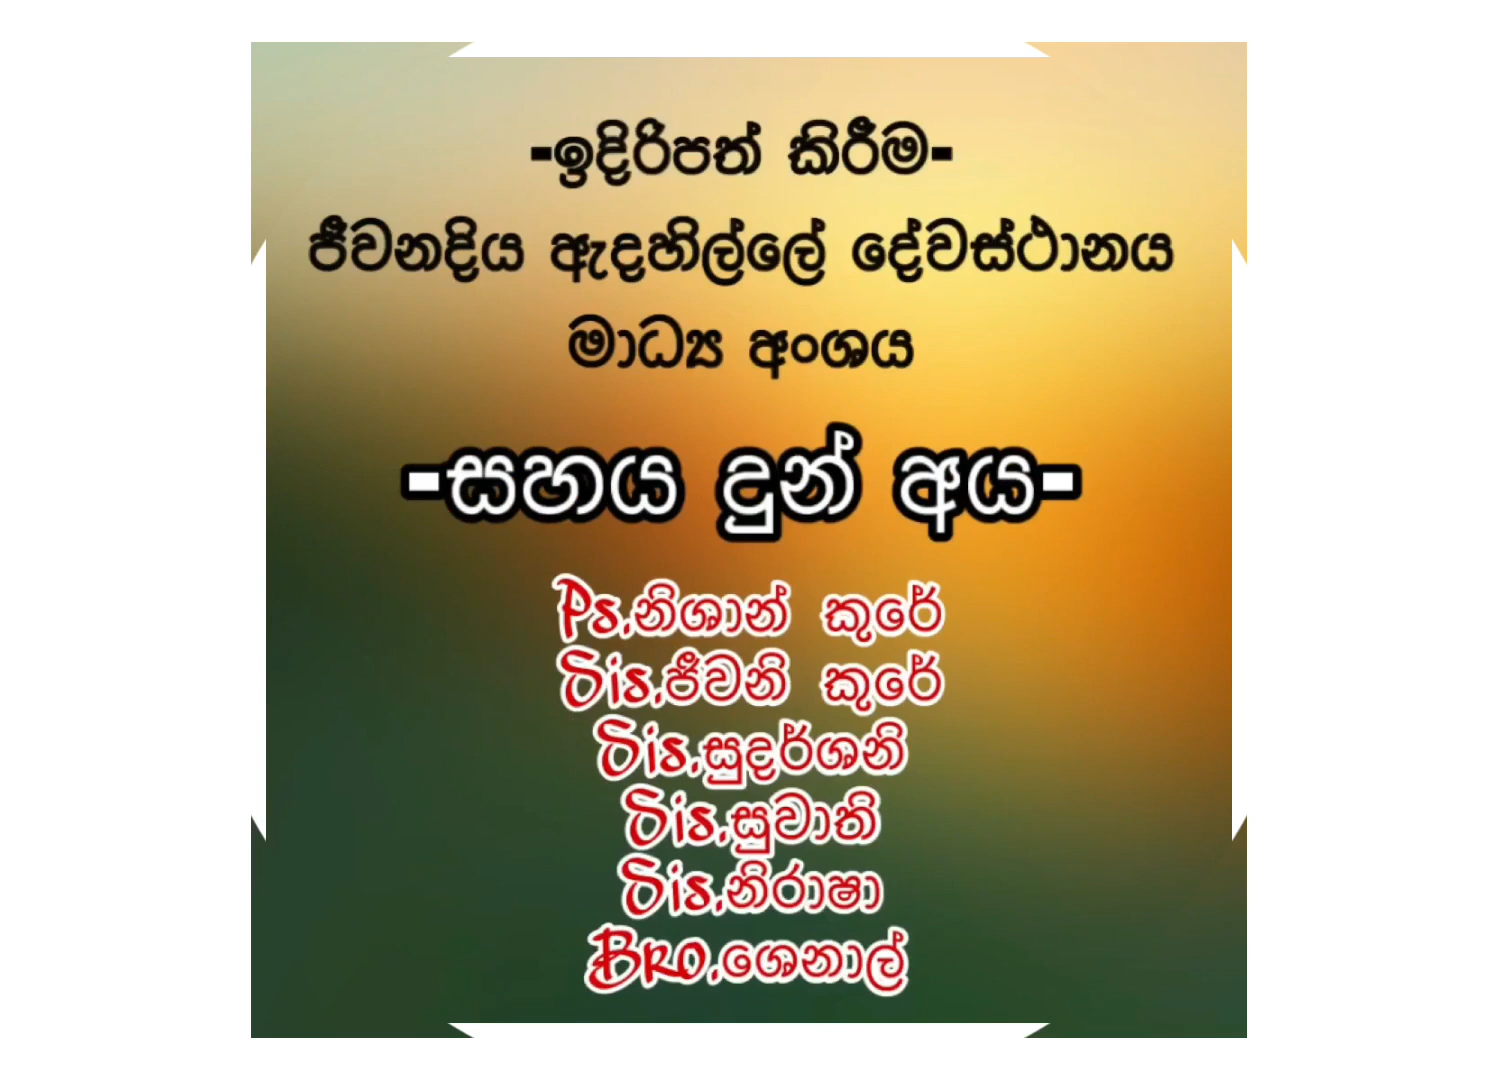 -ඉදිරිපත් කිරීම-
ජීවනදිය ඇදහිල්ලේ දේවස්ථානය
මාධ්‍ය අංශය
-සහය දුන් අය-
Ps.නිශාන් කුරේ
Sis.ජීවනි කුරේ
Sis.සුදර්ශනි
Sis.සුවාති
Sis.නිරාෂා
Bro.ශෙනාල්